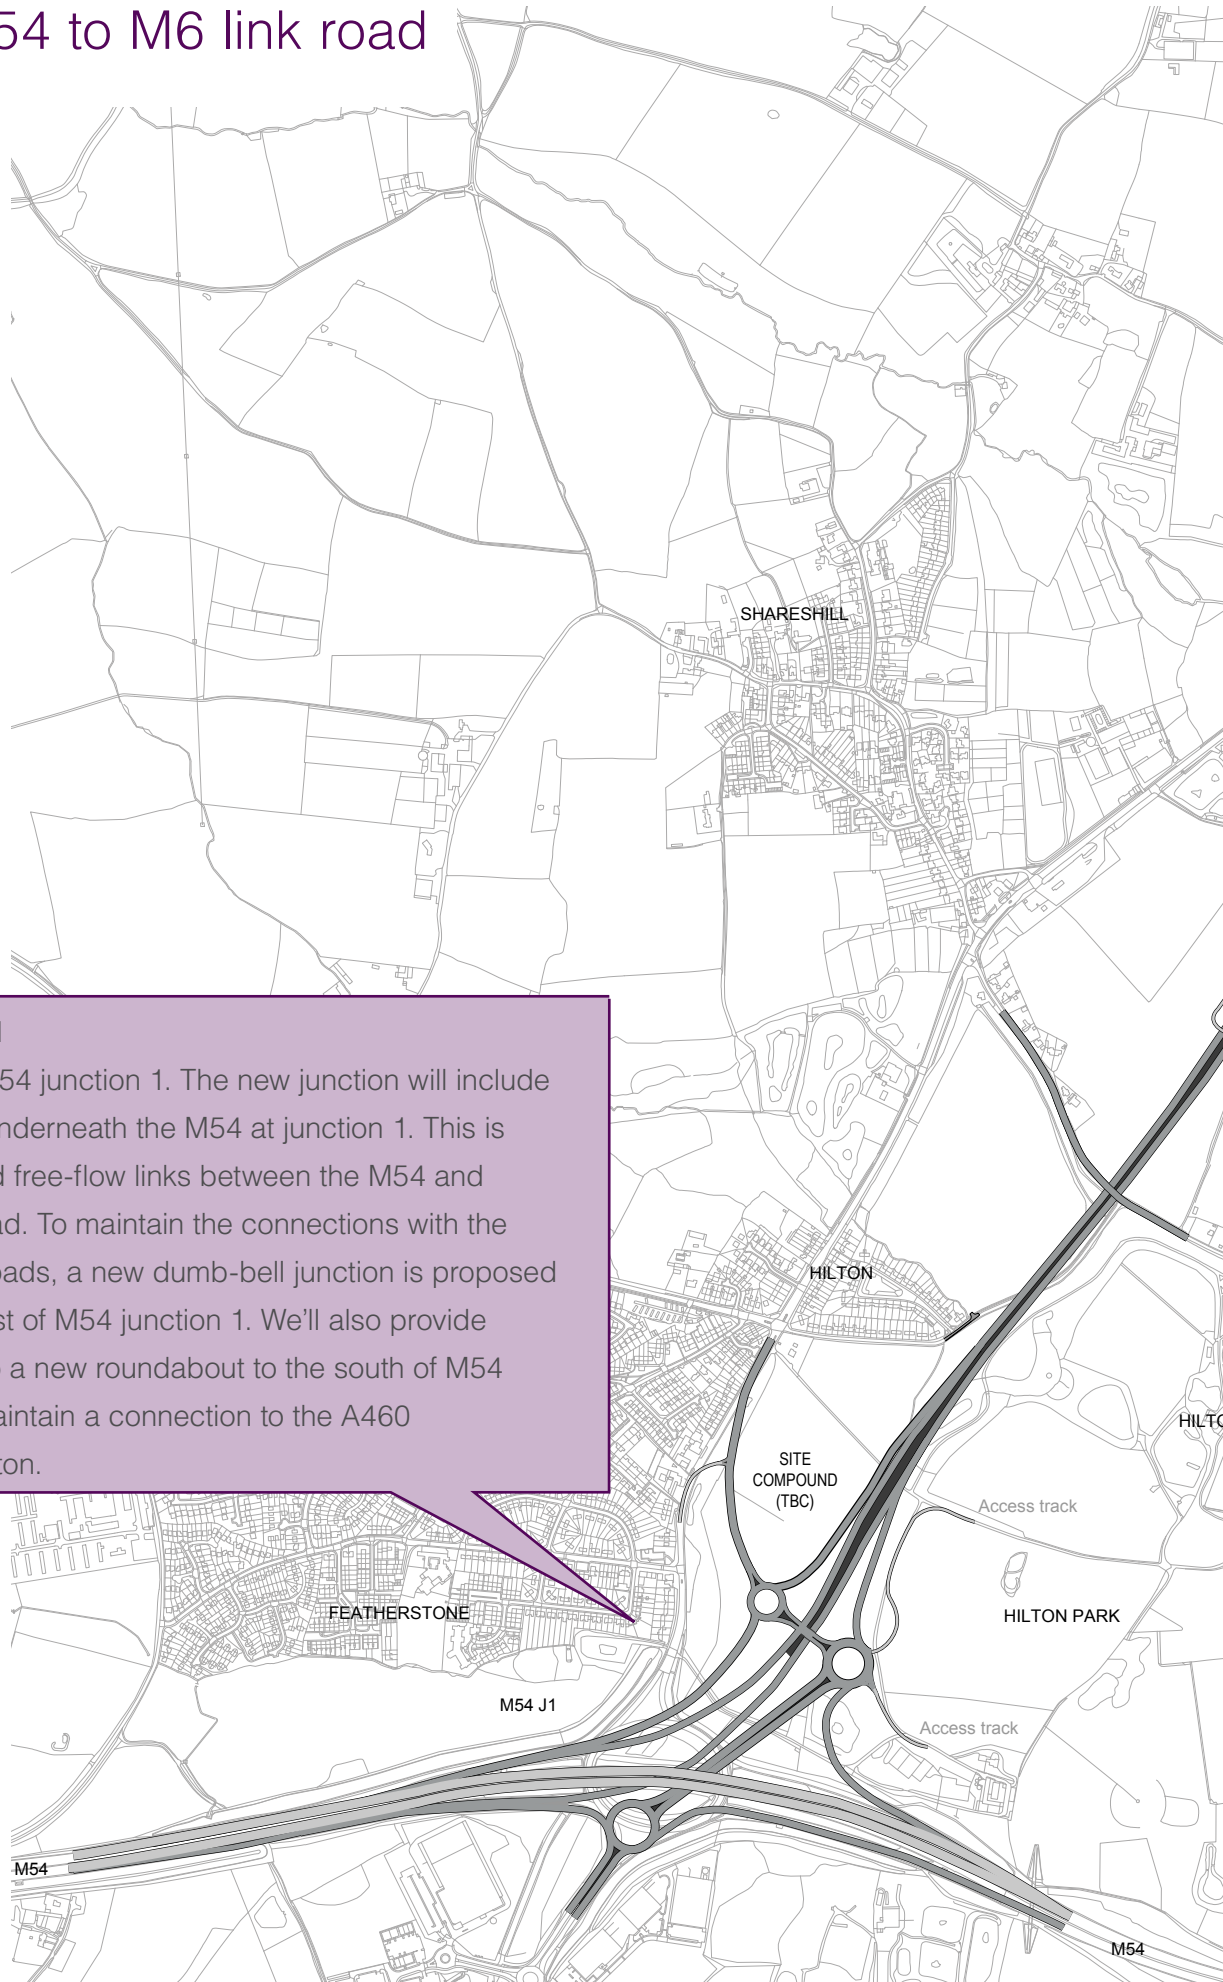 54 to M6 link road
SHARESHILL
54 junction 1. The new junction will include
nderneath the M54 at junction 1. This is
d free-flow links between the M54 and
ad. To maintain the connections with the
oads, a new dumb-bell junction is proposed
st of M54 junction 1. We’ll also provide
o a new roundabout to the south of M54
aintain a connection to the A460
ton.
HILTON
HILTO
SITE
COMPOUND
(TBC)
Access track
FEATHERSTONE
HILTON PARK
M54 J1
Access track
M54
M54